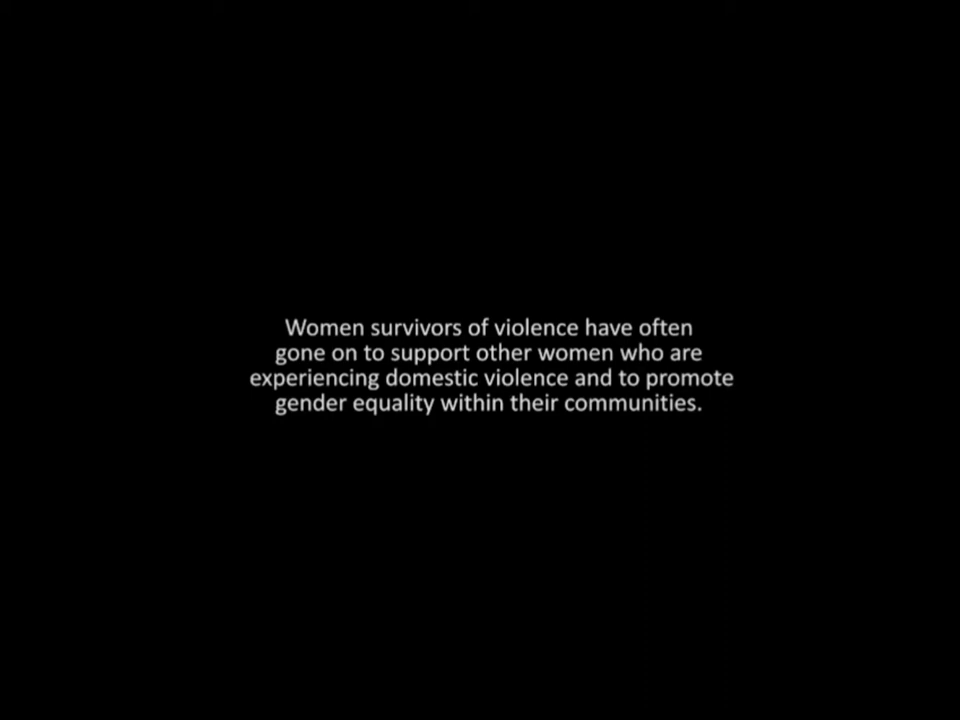 Women survivors of violence have often
gone on to support other women who are
experiencing domestic violence and to promote
gender equality within their communities.